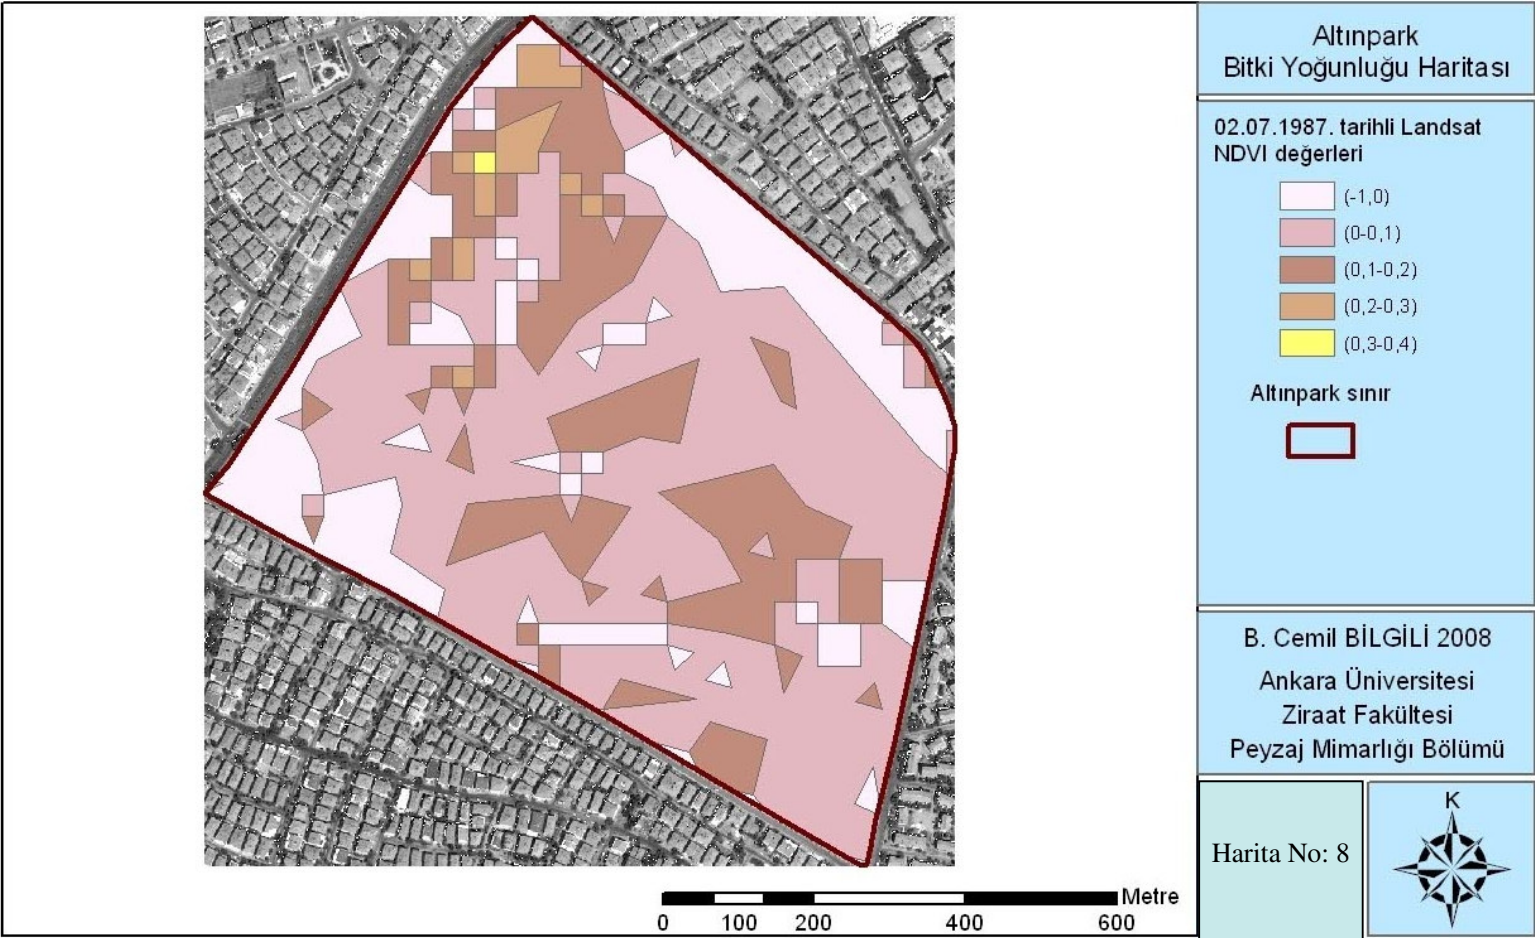 Altınpark
Bitki Yoğunluğu Haritası
02.07.1987. tarihli Landsat
NDVI değerleri
(-1,0)
(0-0,1)
(0,1-0,2)
(0,2-0,3)
(0,3-0,4)
Altınpark sınır
B. Cemil BİLGİLİ 2008
Ankara Üniversitesi
Ziraat Fakültesi
Peyzaj Mimarlığı Bölümü
Harita No: 8
K
Metre
0 100 200 400 600